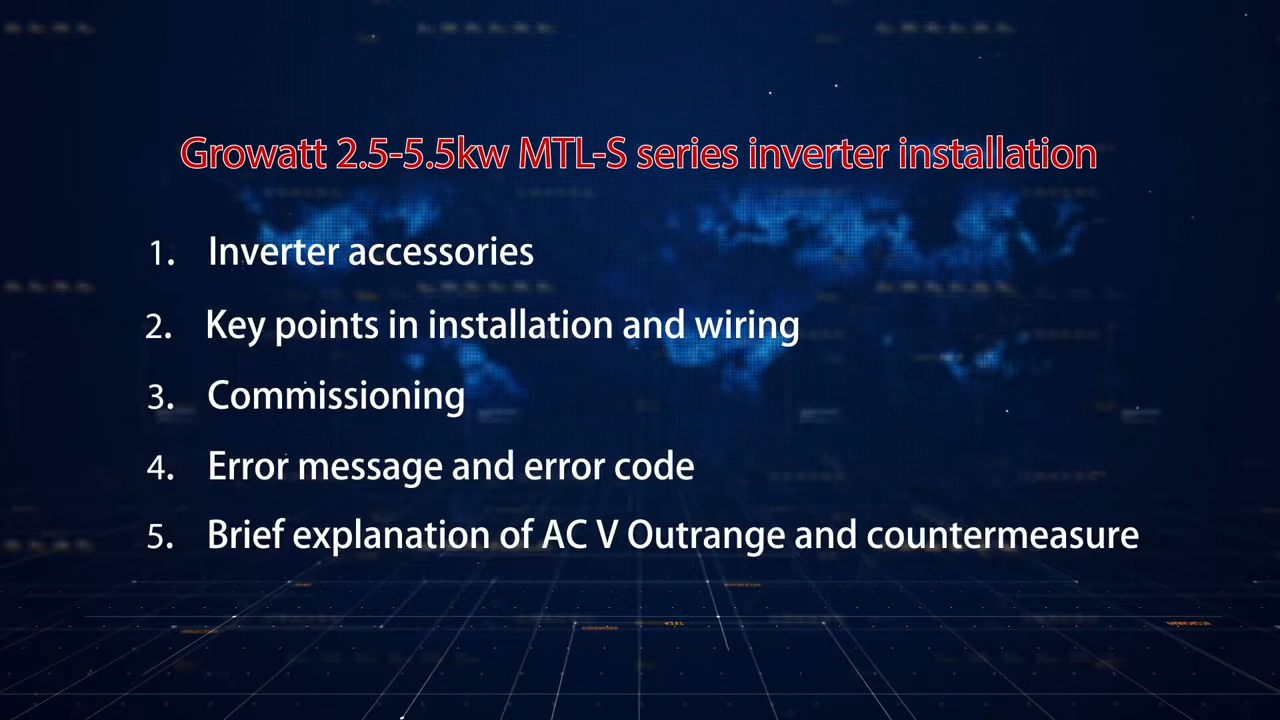 Growatt 2.5-5.5kw MTL-S series inverter installation
1. Inverter accessories
2. Key points in installation and wiring
3. Commissioning
4. Error message and error code
5. Brief explanation of AC V Outrange and countermeasure